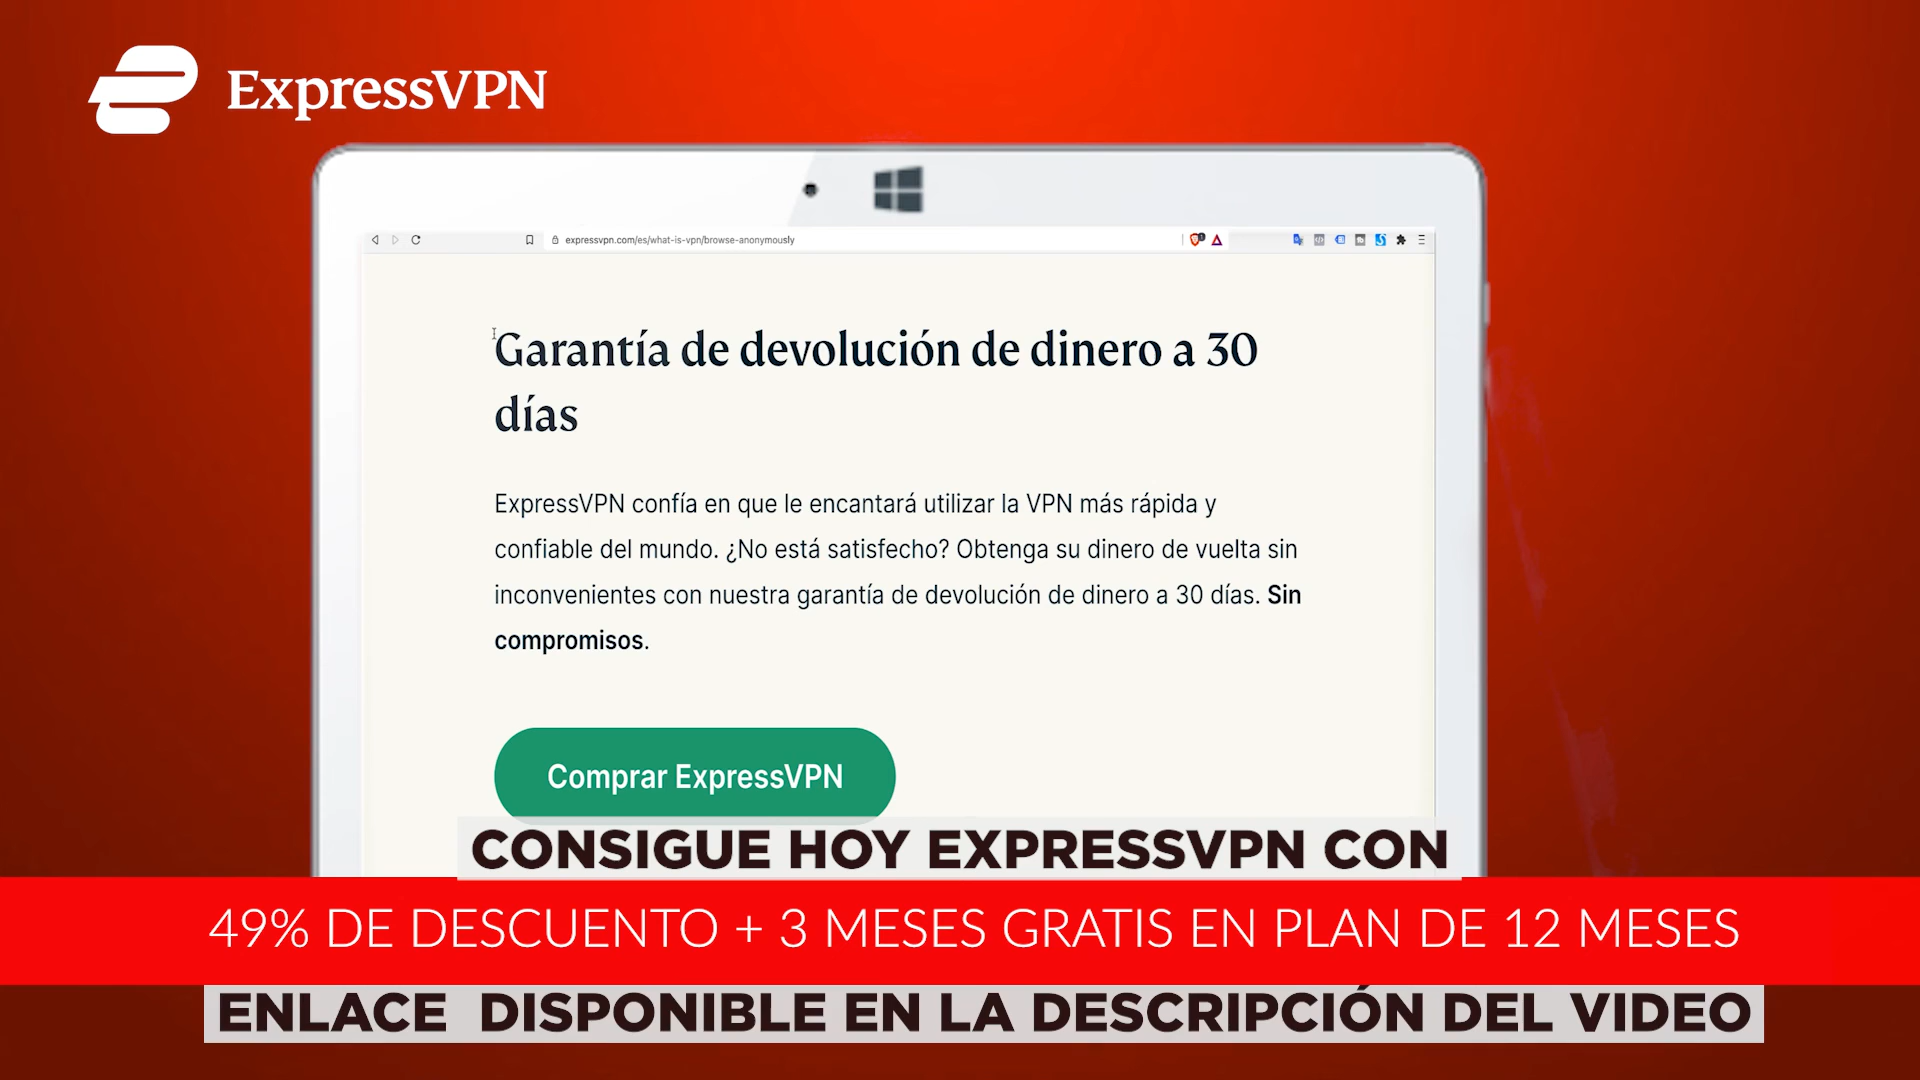 ExpressVPN
expressvpn.com/es/what-is-vpn/browse-anonymously
Garantía de devolución de dinero a 30
días
ExpressVPN confía en que le encantará utilizar la VPN más rápida y
confiable del mundo. ¿No está satisfecho? Obtenga su dinero de vuelta sin
inconvenientes con nuestra garantía de devolución de dinero a 30 días. Sin
compromisos.
Comprar ExpressVPN
CONSIGUE HOY EXPRESSVPN CON
49% DE DESCUENTO + 3 MESES GRATIS EN PLAN DE 12 MESES
ENLACE DISPONIBLE EN LA DESCRIPCIÓN DEL VIDEO